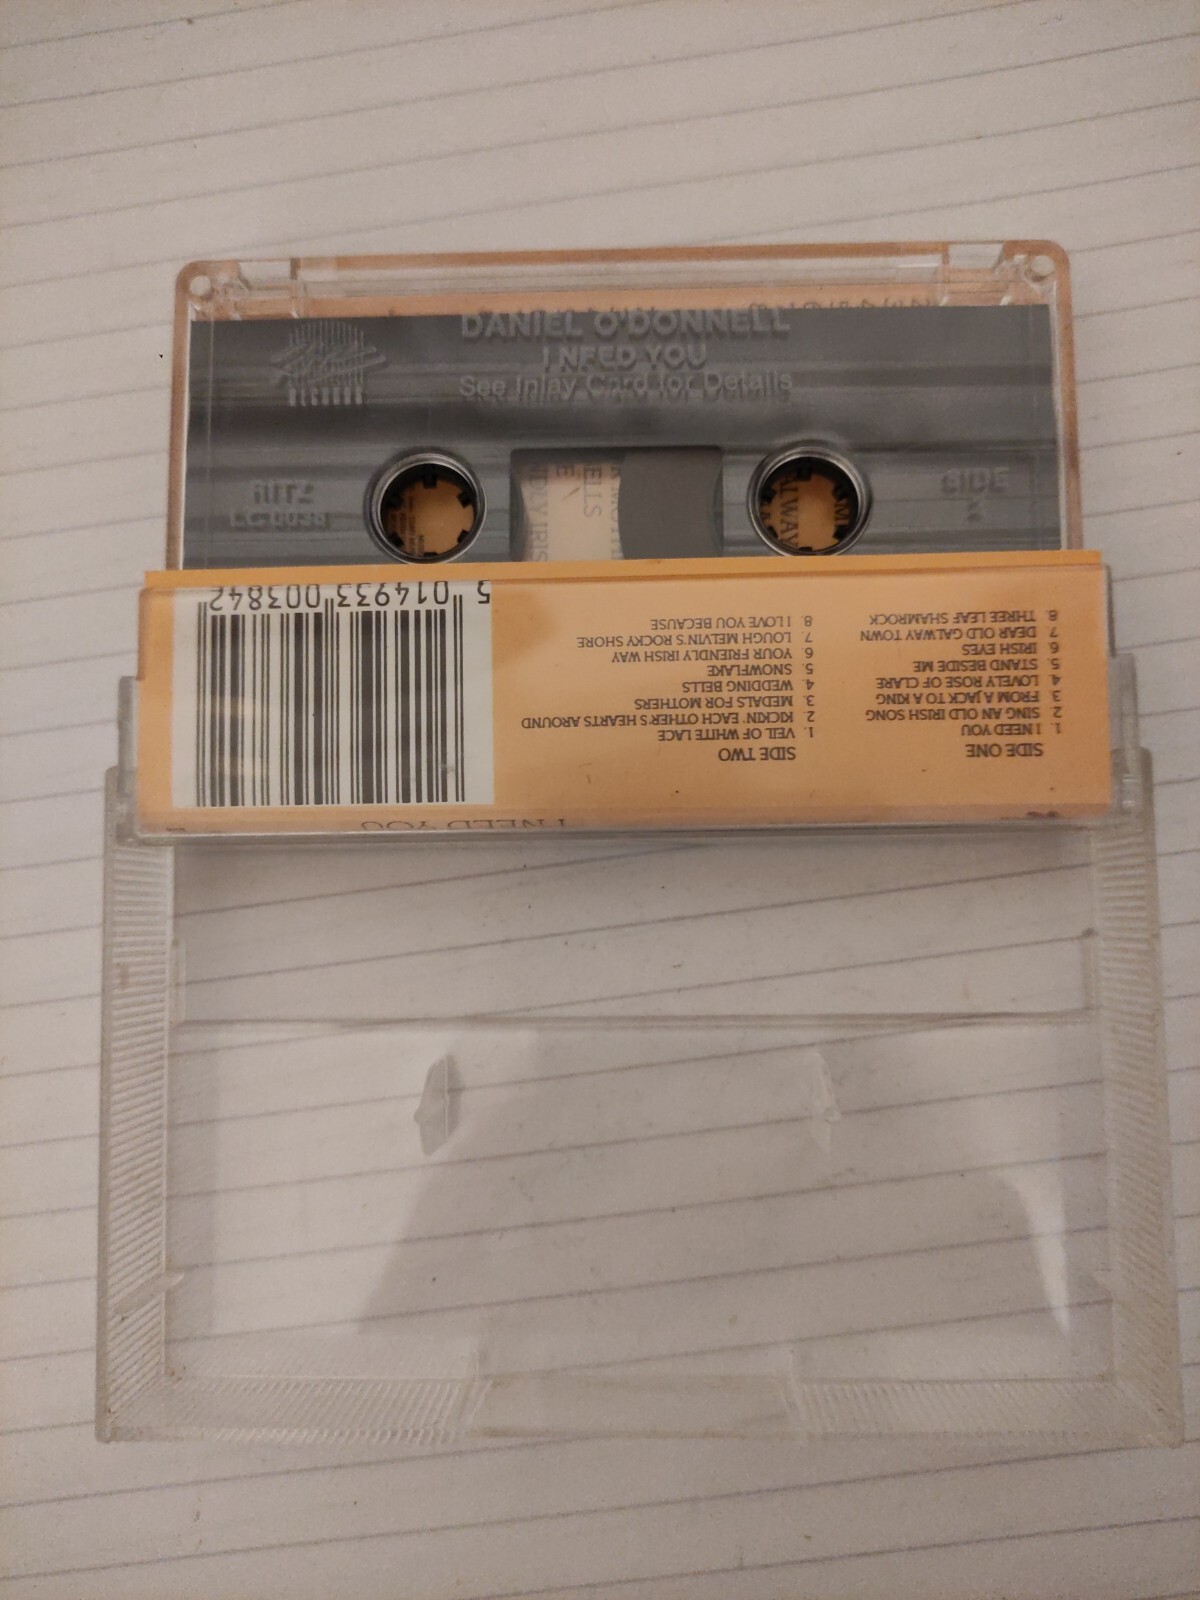 DANIEL O'DONNELL
I NEED YOU
See Inlay Card for Details
RECORDS
RITZ
LC 0038
SIDE
5 014933 003842
SIDE ONE
1. I NEED YOU
2. SING AN OLD IRISH SONG
3. FROM A JACK TO A KING
4. LOVELY ROSE OF CLARE
5. STAND BESIDE ME
6. IRISH EYES
7. DEAR OLD GALWAY TOWN
8. THREE LEAF SHAMROCK
SIDE TWO
1. VEIL OF WHITE LACE
2. KICKIN' EACH OTHER'S HEARTS AROUND
3. MEDALS FOR MOTHERS
4. WEDDING BELLS
5. SNOWFLAKE
6. YOUR FRIENDLY IRISH WAY
7. LOUGH MELVIN'S ROCKY SHORE
8. I LOVE YOU BECAUSE
I NEED YOU